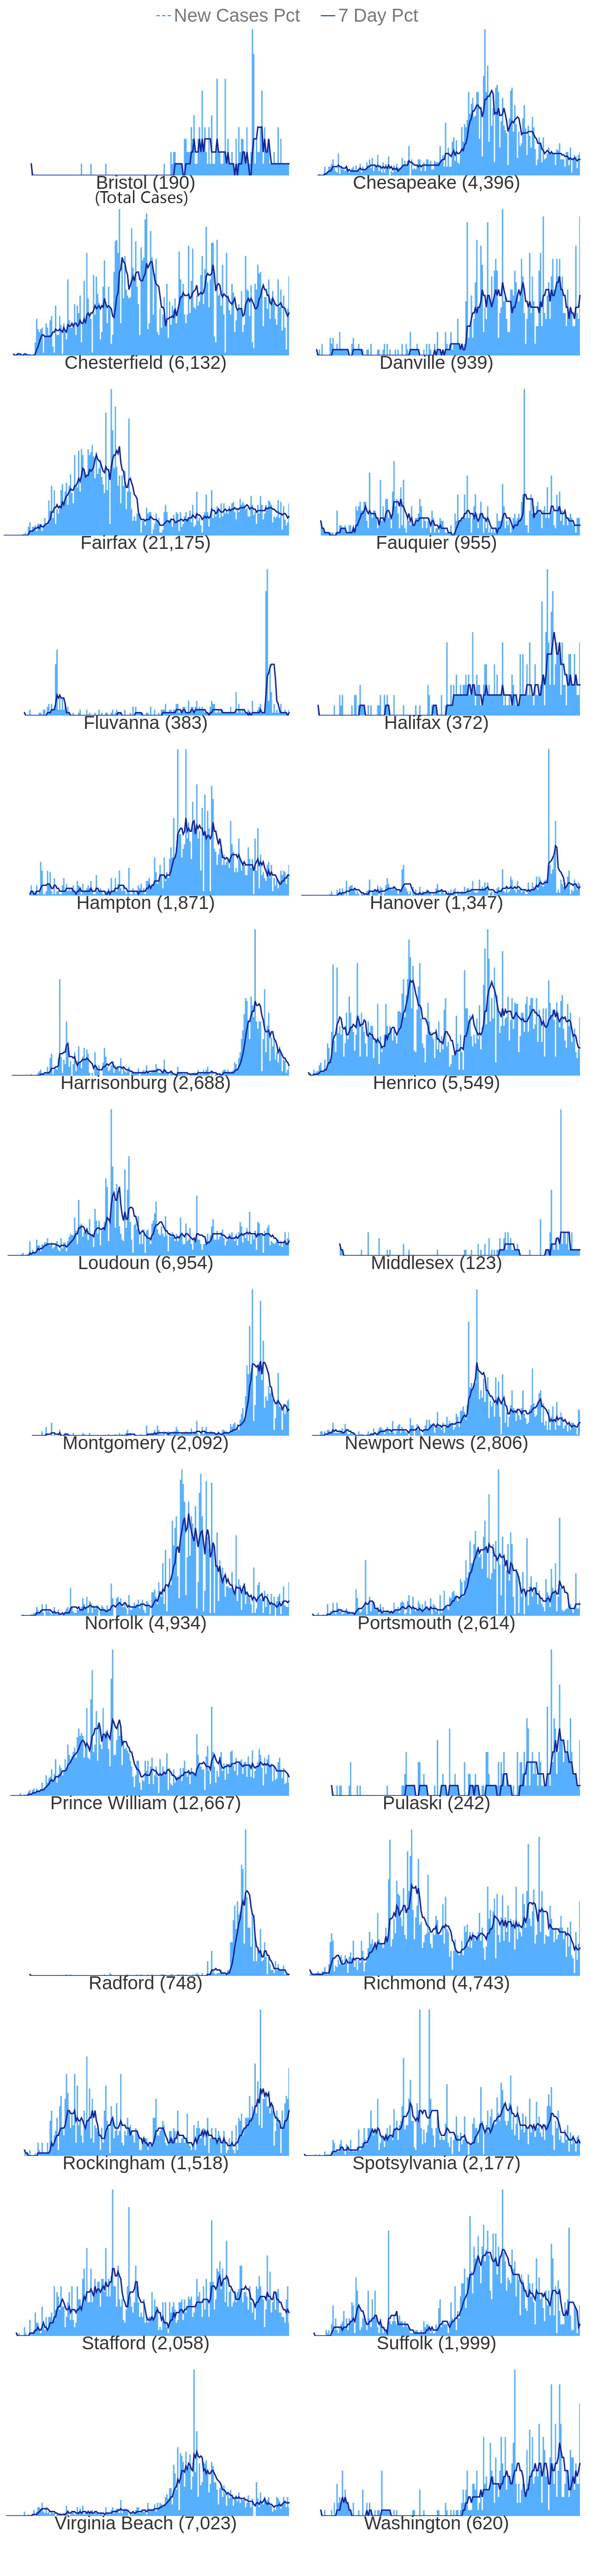 New Cases Pct 7 Day Pct
Bristol (190) Chesapeake (4,396)
(Total Cases)
Chesterfield (6,132) Danville (939)
Fairfax (21,175) Fauquier (955)
Fluvanna (383) Halifax (372)
Hampton (1,871) Hanover (1,347)
Harrisonburg (2,688) Henrico (5,549)
Loudoun (6,954) Middlesex (123)
Montgomery (2,092) Newport News (2,806)
Norfolk (4,934) Portsmouth (2,614)
Prince William (12,667) Pulaski (242)
Radford (748) Richmond (4,743)
Rockingham (1,518) Spotsylvania (2,177)
Stafford (2,058) Suffolk (1,999)
Virginia Beach (7,023) Washington (620)